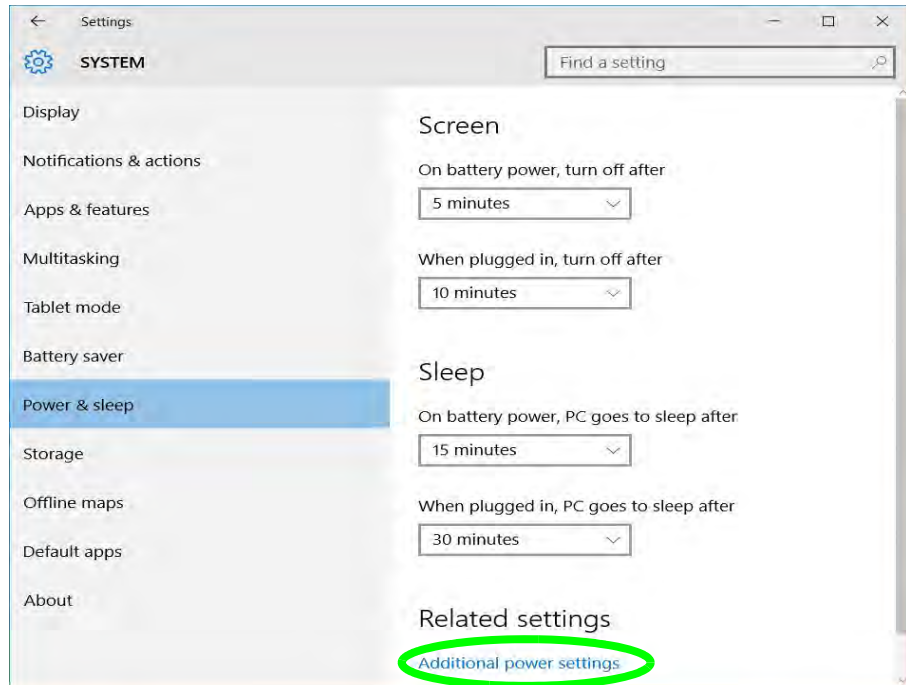 Settings
SYSTEM
Find a setting
Display
Notifications & actions
Apps & features
Multitasking
Tablet mode
Battery saver
Power & sleep
Storage
Offline maps
Default apps
About
Screen
On battery power, turn off after
5 minutes
When plugged in, turn off after
10 minutes
Sleep
On battery power, PC goes to sleep after
15 minutes
When plugged in, PC goes to sleep after
30 minutes
Related settings
Additional power settings